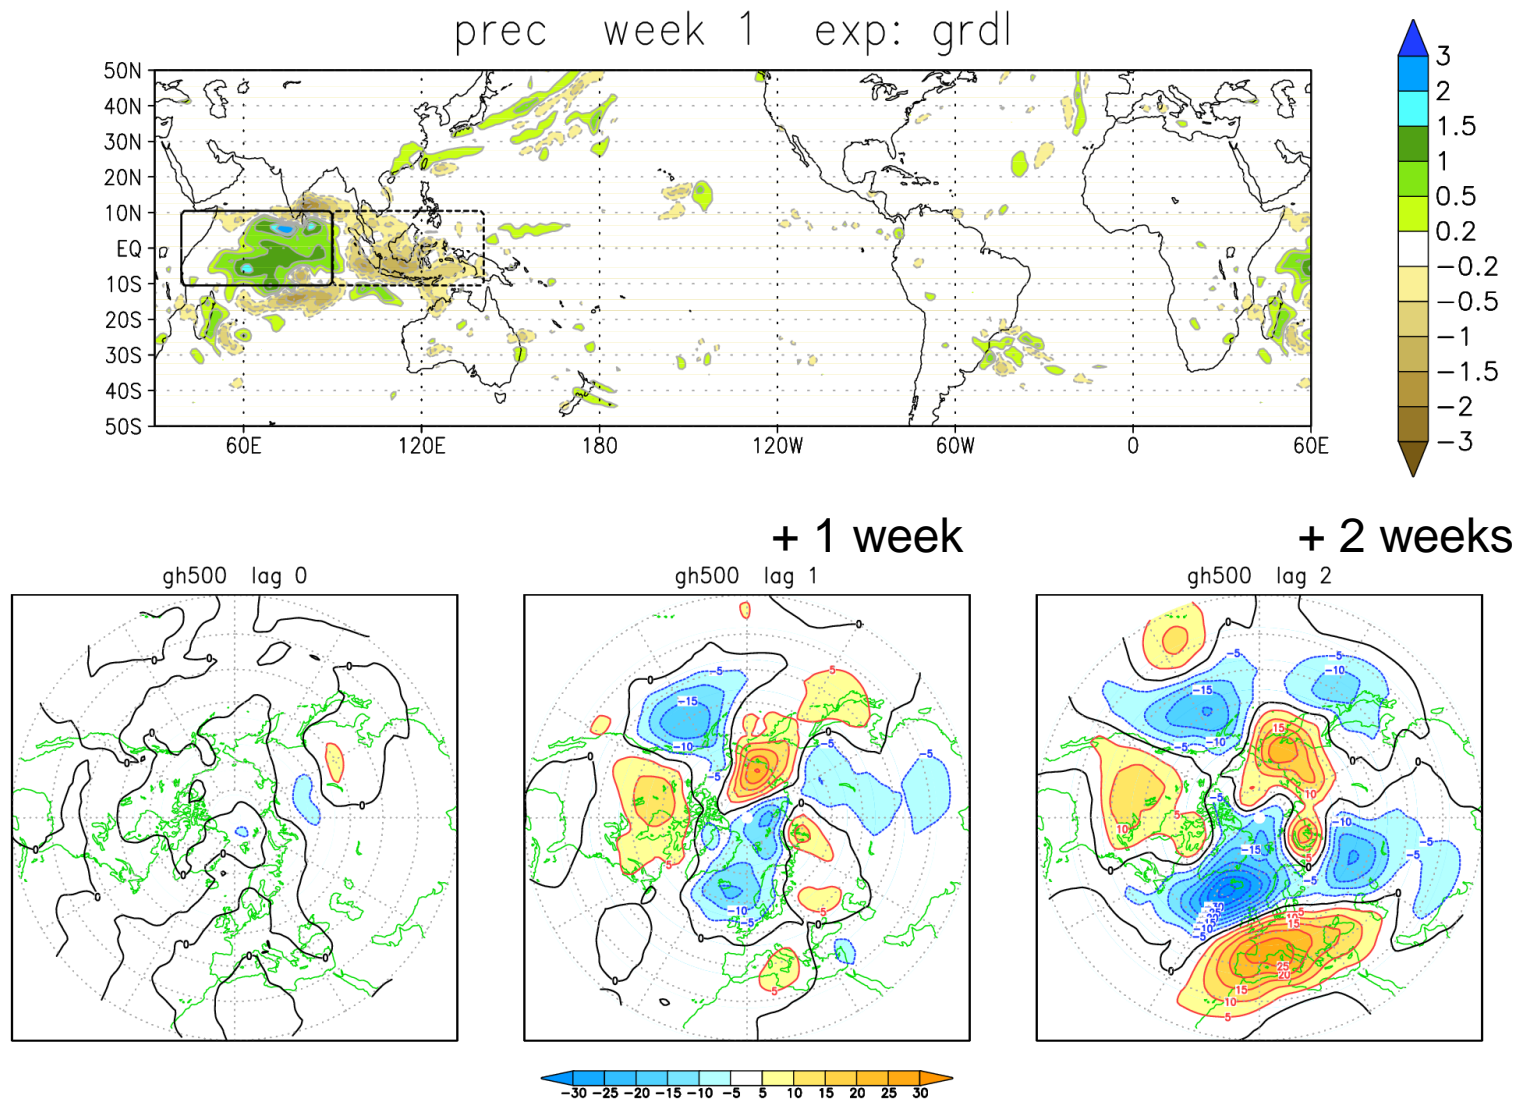 prec week 1 exp: grdl
50N
40N
30N
20N
10N
EQ
10S
20S
30S
40S
50S
60E 120E 180 120W 60W 0 60E
3
2
1.5
1
0.5
0.2
-0.2
-0.5
-1
-1.5
-2
-3
+ 1 week
+ 2 weeks
gh500 lag 0
gh500 lag 1
gh500 lag 2
-30 -25 -20 -15 -10 -5 5 10 15 20 25 30